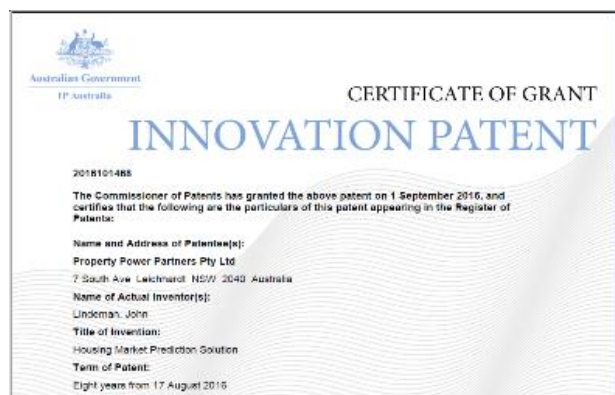 Australian Government
IP Australia
CERTIFICATE OF GRANT
INNOVATION PATENT
2016101468
The Commissioner of Patents has granted the above patent on 1 September 2016, and
certifies that the following are the particulars of this patent appearing in the Register of
Patents:
Name and Address of Patentee(s):
Property Power Partners Pty Ltd
7 South Ave Leichhardt NSW 2040 Australia
Name of Actual Inventor(s):
Lindeman, John
Title of Invention:
Housing Market Prediction Solution
Term of Patent:
Eight years from 17 August 2016